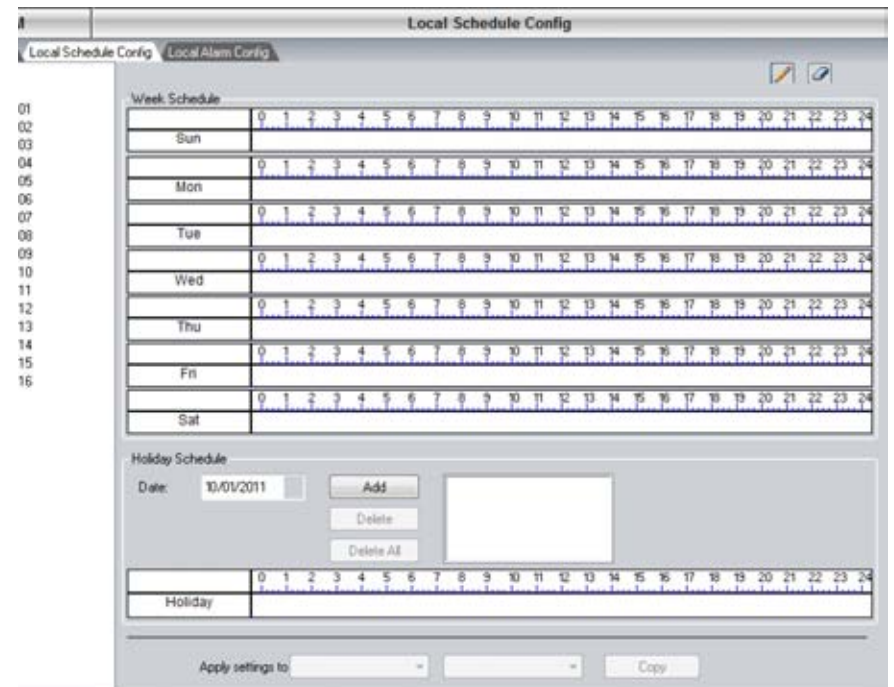 Local Schedule Config
Local Schedule Config Local Alarm Config
01
02
03
04
05
06
07
08
09
10
11
12
13
14
15
16
Week Schedule
0 1 2 3 4 5 6 7 8 9 10 11 12 13 14 15 16 17 18 19 20 21 22 23 24
Sun
0 1 2 3 4 5 6 7 8 9 10 11 12 13 14 15 16 17 18 19 20 21 22 23 24
Mon
0 1 2 3 4 5 6 7 8 9 10 11 12 13 14 15 16 17 18 19 20 21 22 23 24
Tue
0 1 2 3 4 5 6 7 8 9 10 11 12 13 14 15 16 17 18 19 20 21 22 23 24
Wed
0 1 2 3 4 5 6 7 8 9 10 11 12 13 14 15 16 17 18 19 20 21 22 23 24
Thu
0 1 2 3 4 5 6 7 8 9 10 11 12 13 14 15 16 17 18 19 20 21 22 23 24
Fri
0 1 2 3 4 5 6 7 8 9 10 11 12 13 14 15 16 17 18 19 20 21 22 23 24
Sat
Holiday Schedule
Date: 10/01/2011 Add
Delete
Delete All
0 1 2 3 4 5 6 7 8 9 10 11 12 13 14 15 16 17 18 19 20 21 22 23 24
Holiday
Apply settings to Copy